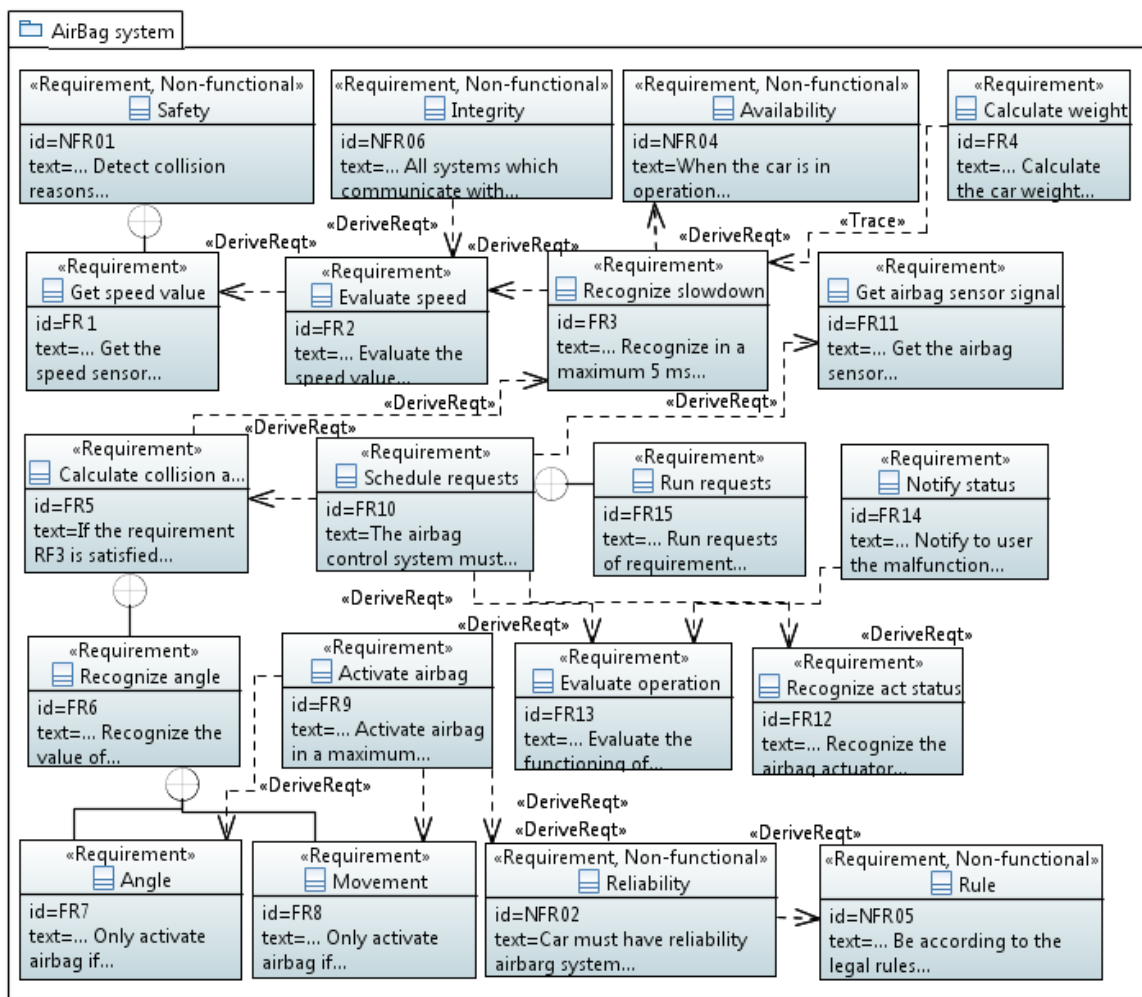 AirBag system
«Requirement, Non-functional»
Safety
id=NFR01
text=... Detect collision
reasons...
«Requirement, Non-functional»
Integrity
id=NFR06
text=... All systems which
communicate with...
«Requirement, Non-functional»
Availability
id=NFR04
text=When the car is in
operation...
«Requirement»
Calculate weight
id=FR4
text=... Calculate
the car weight...
«DeriveReqt»
«DeriveReqt»
«DeriveReqt»
«Trace»
«Requirement»
Get speed value
id=FR1
text=... Get the
speed sensor...
«Requirement»
Evaluate speed
id=FR2
text=... Evaluate the
speed value...
«Requirement»
Recognize slowdown
id=FR3
text=... Recognize in a
maximum 5 ms...
«Requirement»
Get airbag sensor signal
id=FR11
text=... Get the airbag
sensor...
«DeriveReqt»
«DeriveReqt»
«DeriveReqt»
«Requirement»
Calculate collision a...
id=FR5
text=If the requirement
RF3 is satisfied...
«Requirement»
Schedule requests
id=FR10
text=The airbag
control system must...
«Requirement»
Run requests
id=FR15
text=... Run requests
of requirement...
«Requirement»
Notify status
id=FR14
text=... Notify to user
the malfunction...
«DeriveReqt»
«DeriveReqt»
«DeriveReqt»
«Requirement»
Recognize angle
id=FR6
text=... Recognize the
value of...
«Requirement»
Activate airbag
id=FR9
text=... Activate airbag
in a maximum...
«Requirement»
Evaluate operation
id=FR13
text=... Evaluate the
functioning of...
«Requirement»
Recognize act status
id=FR12
text=... Recognize the
airbag actuator...
«DeriveReqt»
«DeriveReqt»
«DeriveReqt»
«DeriveReqt»
«Requirement»
Angle
id=FR7
text=... Only activate
airbag if...
«Requirement»
Movement
id=FR8
text=... Only activate
airbag if...
«Requirement, Non-functional»
Reliability
id=NFR02
text=Car must have reliability
airbarg system...
«Requirement, Non-functional»
Rule
id=NFR05
text=... Be according to the
legal rules...